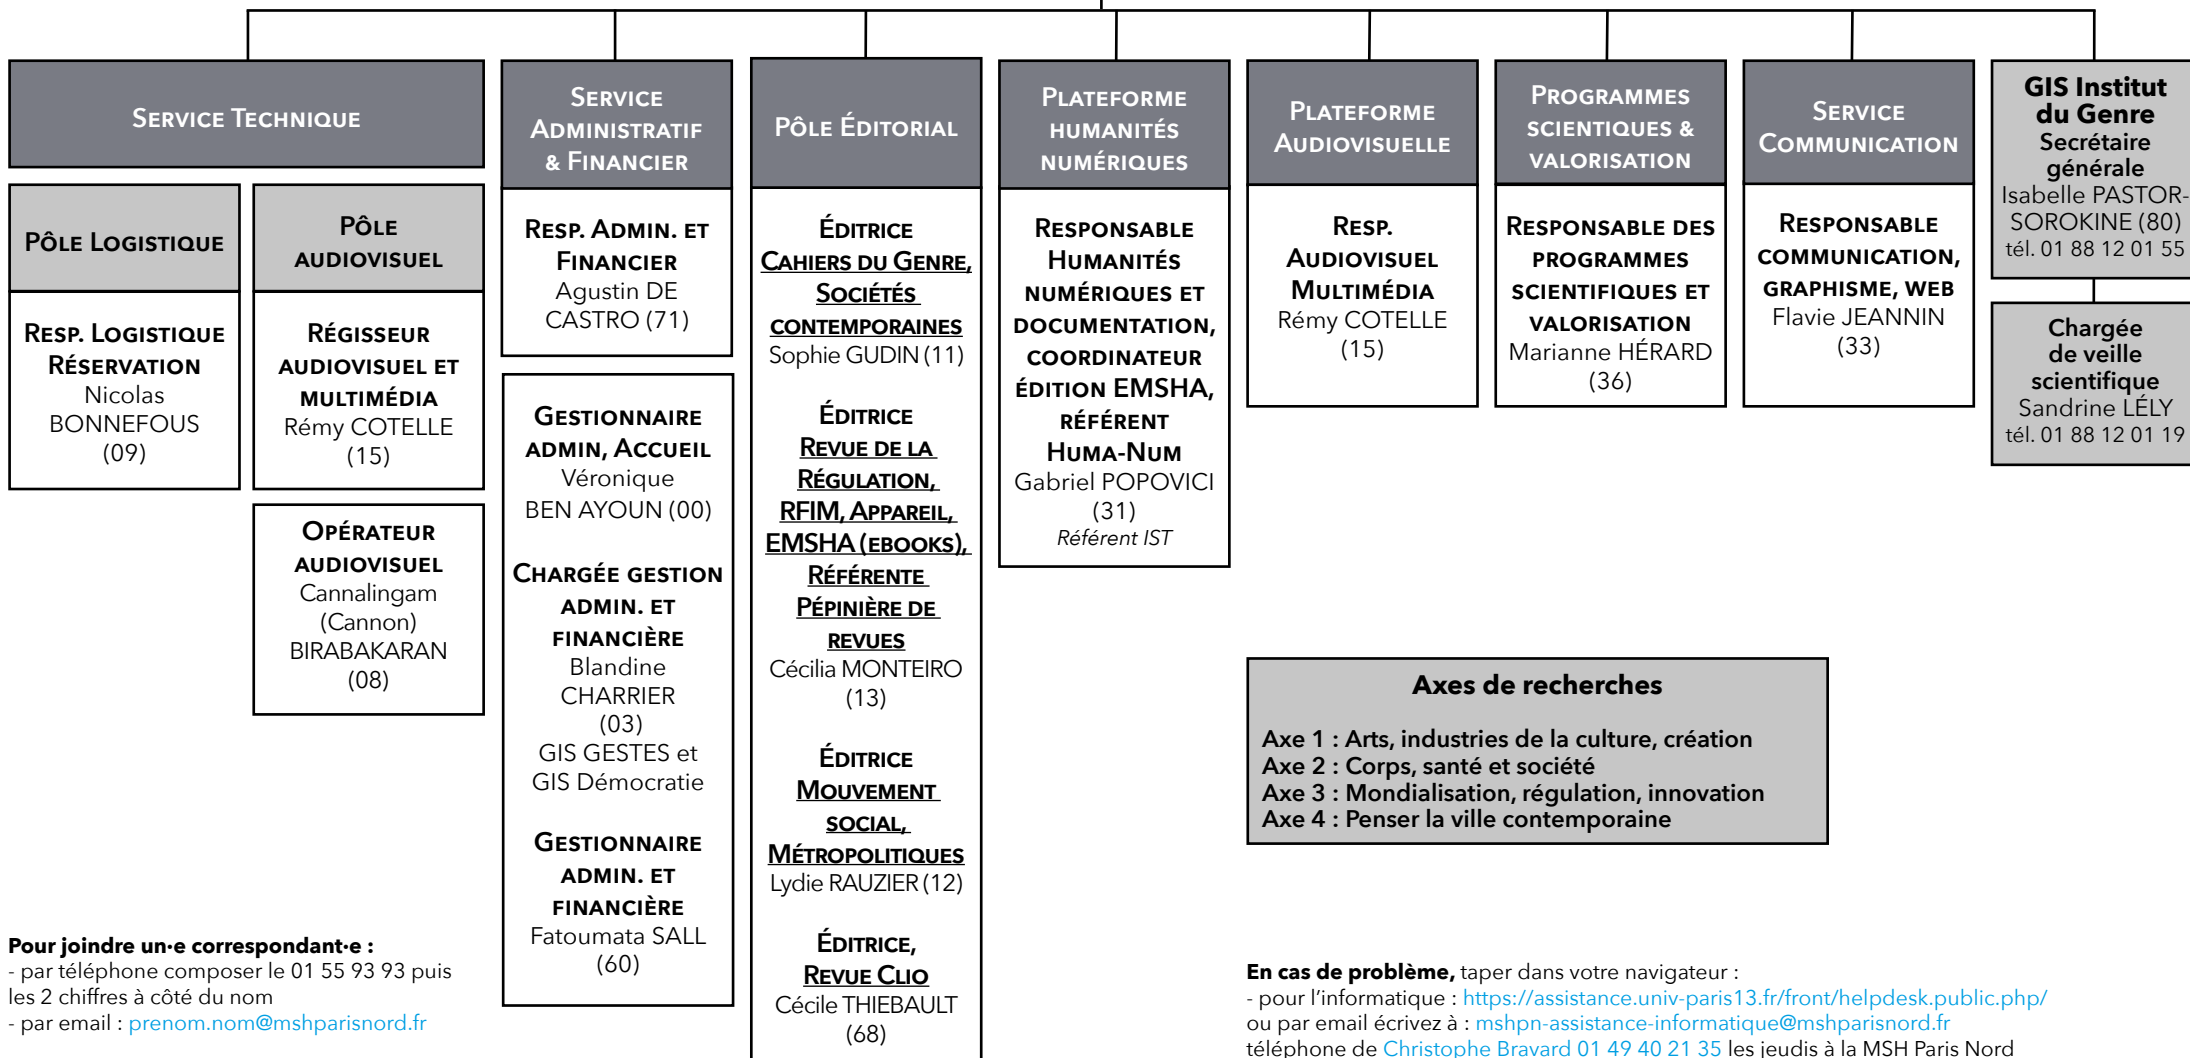 SERVICE TECHNIQUE
PÔLE LOGISTIQUE
RESP. LOGISTIQUE
RÉSERVATION
Nicolas
BONNEFOUS
(09)
PÔLE
AUDIOVISUEL
RÉGISSEUR
AUDIOVISUEL ET
MULTIMÉDIA
Rémy COTELLE
(15)
OPÉRATEUR
AUDIOVISUEL
Cannalingam
(Cannon)
BIRABAKARAN
(08)
SERVICE
ADMINISTRATIF
& FINANCIER
RESP. ADMIN. ET
FINANCIER
Agustin DE
CASTRO (71)
GESTIONNAIRE
ADMIN, ACCUEIL
Véronique
BEN AYOUN (00)
CHARGÉE GESTION
ADMIN. ET
FINANCIÈRE
Blandine
CHARRIER
(03)
GIS GESTES et
GIS Démocratie
GESTIONNAIRE
ADMIN. ET
FINANCIÈRE
Fatoumata SALL
(60)
PÔLE ÉDITORIAL
ÉDITRICE
CAHIERS DU GENRE,
SOCIÉTÉS
CONTEMPORAINES
Sophie GUDIN (11)
ÉDITRICE
REVUE DE LA
RÉGULATION,
RFIM, APPAREIL,
EMSHA (EBOOKS),
RÉFÉRENTE
PÉPINIÈRE DE
REVUES
Cécilia MONTEIRO
(13)
ÉDITRICE
MOUVEMENT
SOCIAL,
MÉTROPOLITIQUES
Lydie RAUZIER (12)
ÉDITRICE,
REVUE CLIO
Cécile THIEBAULT
(68)
PLATEFORME
HUMANITÉS
NUMÉRIQUES
RESPONSABLE
HUMANITÉS
NUMÉRIQUES ET
DOCUMENTATION,
COORDINATEUR
ÉDITION EMSHA,
RÉFÉRENT
HUMA-NUM
Gabriel POPOVICI
(31)
Référent IST
PLATEFORME
AUDIOVISUELLE
RESP.
AUDIOVISUEL
MULTIMÉDIA
Rémy COTELLE
(15)
PROGRAMMES
SCIENTIQUES &
VALORISATION
RESPONSABLE DES
PROGRAMMES
SCIENTIFIQUES ET
VALORISATION
Marianne HÉRARD
(36)
SERVICE
COMMUNICATION
RESPONSABLE
COMMUNICATION,
GRAPHISME, WEB
Flavie JEANNIN
(33)
GIS Institut
du Genre
Secrétaire
générale
Isabelle PASTOR-
SOROKINE (80)
tél. 01 88 12 01 55
Chargée
de veille
scientifique
Sandrine LÉLY
tél. 01 88 12 01 19
Axes de recherches
Axe 1 : Arts, industries de la culture, création
Axe 2 : Corps, santé et société
Axe 3 : Mondialisation, régulation, innovation
Axe 4 : Penser la ville contemporaine
Pour joindre un·e correspondant·e :
- par téléphone composer le 01 55 93 93 puis
les 2 chiffres à côté du nom
- par email : prenom.nom@mshparisnord.fr
En cas de problème, taper dans votre navigateur :
- pour l'informatique : https://assistance.univ-paris13.fr/front/helpdesk.public.php/
ou par email écrivez à : mshpn-assistance-informatique@mshparisnord.fr
téléphone de Christophe Bravard 01 49 40 21 35 les jeudis à la MSH Paris Nord